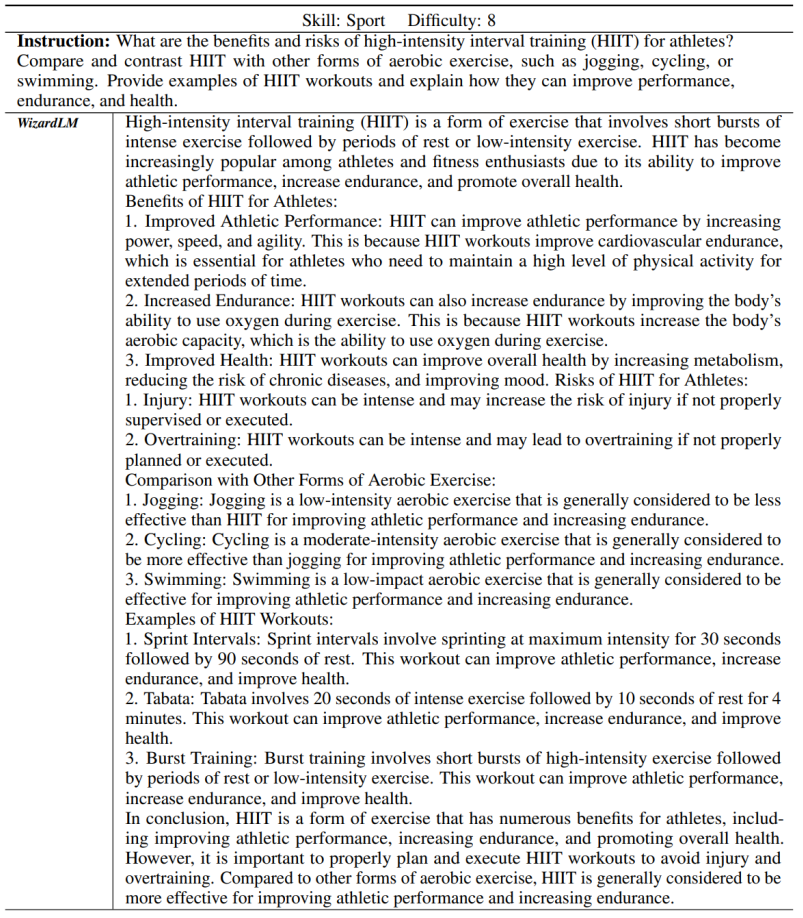 Skill: Sport Difficulty: 8
Instruction: What are the benefits and risks of high-intensity interval training (HIIT) for athletes?
Compare and contrast HIIT with other forms of aerobic exercise, such as jogging, cycling, or
swimming. Provide examples of HIIT workouts and explain how they can improve performance,
endurance, and health.
WizardLM
High-intensity interval training (HIIT) is a form of exercise that involves short bursts of
intense exercise followed by periods of rest or low-intensity exercise. HIIT has become
increasingly popular among athletes and fitness enthusiasts due to its ability to improve
athletic performance, increase endurance, and promote overall health.
Benefits of HIIT for Athletes:
1. Improved Athletic Performance: HIIT can improve athletic performance by increasing
power, speed, and agility. This is because HIIT workouts improve cardiovascular endurance,
which is essential for athletes who need to maintain a high level of physical activity for
extended periods of time.
2. Increased Endurance: HIIT workouts can also increase endurance by improving the body's
ability to use oxygen during exercise. This is because HIIT workouts increase the body's
aerobic capacity, which is the ability to use oxygen during exercise.
3. Improved Health: HIIT workouts can improve overall health by increasing metabolism,
reducing the risk of chronic diseases, and improving mood. Risks of HIIT for Athletes:
1. Injury: HIIT workouts can be intense and may increase the risk of injury if not properly
supervised or executed.
2. Overtraining: HIIT workouts can be intense and may lead to overtraining if not properly
planned or executed.
Comparison with Other Forms of Aerobic Exercise:
1. Jogging: Jogging is a low-intensity aerobic exercise that is generally considered to be less
effective than HIIT for improving athletic performance and increasing endurance.
2. Cycling: Cycling is a moderate-intensity aerobic exercise that is generally considered to
be more effective than jogging for improving athletic performance and increasing endurance.
3. Swimming: Swimming is a low-impact aerobic exercise that is generally considered to be
effective for improving athletic performance and increasing endurance.
Examples of HIIT Workouts:
1. Sprint Intervals: Sprint intervals involve sprinting at maximum intensity for 30 seconds
followed by 90 seconds of rest. This workout can improve athletic performance, increase
endurance, and improve health.
2. Tabata: Tabata involves 20 seconds of intense exercise followed by 10 seconds of rest for 4
minutes. This workout can improve athletic performance, increase endurance, and improve
health.
3. Burst Training: Burst training involves short bursts of high-intensity exercise followed
by periods of rest or low-intensity exercise. This workout can improve athletic performance,
increase endurance, and improve health.
In conclusion, HIIT is a form of exercise that has numerous benefits for athletes, includ-
ing improving athletic performance, increasing endurance, and promoting overall health.
However, it is important to properly plan and execute HIIT workouts to avoid injury and
overtraining. Compared to other forms of aerobic exercise, HIIT is generally considered to be
more effective for improving athletic performance and increasing endurance.